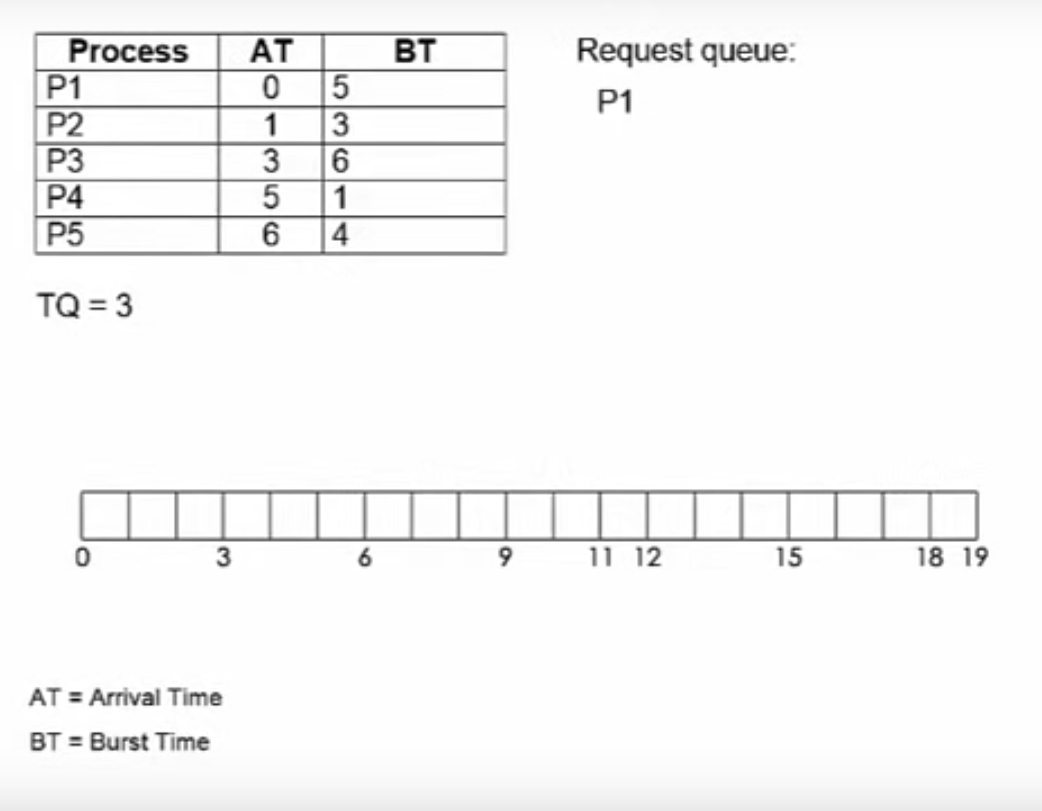 Process AT BT
P1 0 5
P2 1 3
P3 3 6
P4 5 1
P5 6 4
Request queue:
P1
TQ = 3
0 3 6 9 11 12 15 18 19
AT = Arrival Time
BT = Burst Time